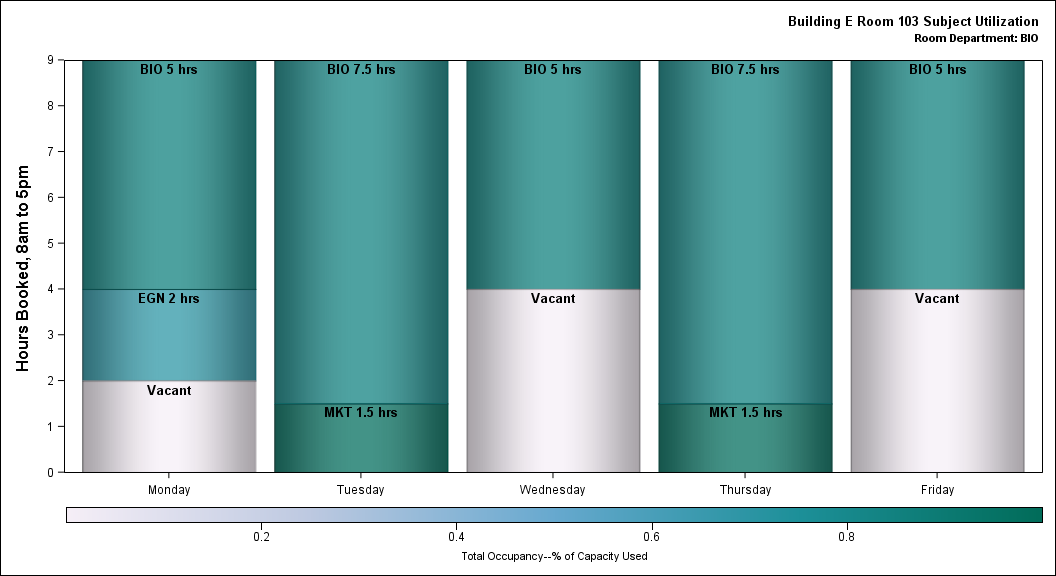 Building E Room 103 Subject Utilization
Room Department: BIO
Hours Booked, 8am to 5pm
9
8
7
6
5
4
3
2
1
0
BIO 5 hrs
EGN 2 hrs
Vacant
BIO 7.5 hrs
MKT 1.5 hrs
BIO 5 hrs
Vacant
BIO 7.5 hrs
MKT 1.5 hrs
BIO 5 hrs
Vacant
Monday Tuesday Wednesday Thursday Friday
0.2 0.4 0.6 0.8
Total Occupancy--% of Capacity Used